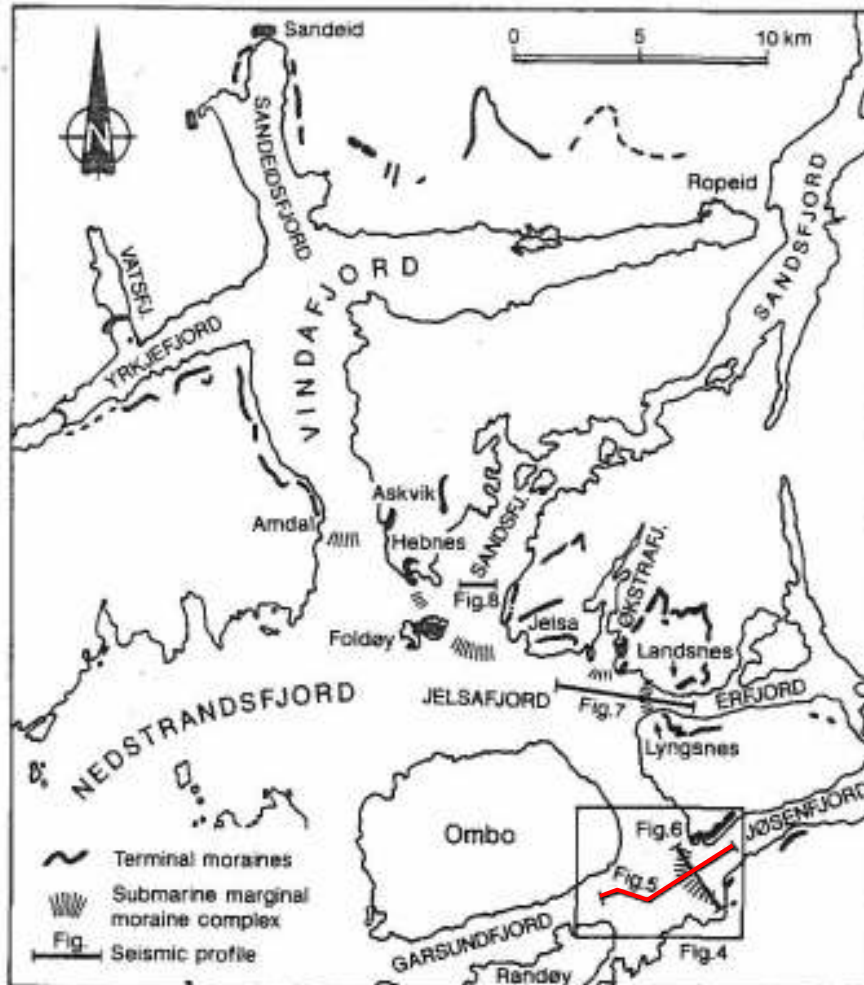 Sandeid
0 5 10 km
N
SANDEIDSFJORD
Ropeid
SANDSFJORD
VATSFJ.
VINDAFJORD
YRKJEFJORD
Askvik
Amdal
Hebnes
SANDSFJ.
ØKSTRAFJ.
Fig.8
Jelsa
Foldøy
Landsnes
JELSAFJORD
ERFJORD
Fig.7
NEDSTRANDSFJORD
Lyngsnes
Ombo
JØSENFJORD
Fig.6
Terminal moraines
Fig.5
Submarine marginal
moraine complex
GARSUNDFJORD
Fig.
Seismic profile
Fig.4
Randøy